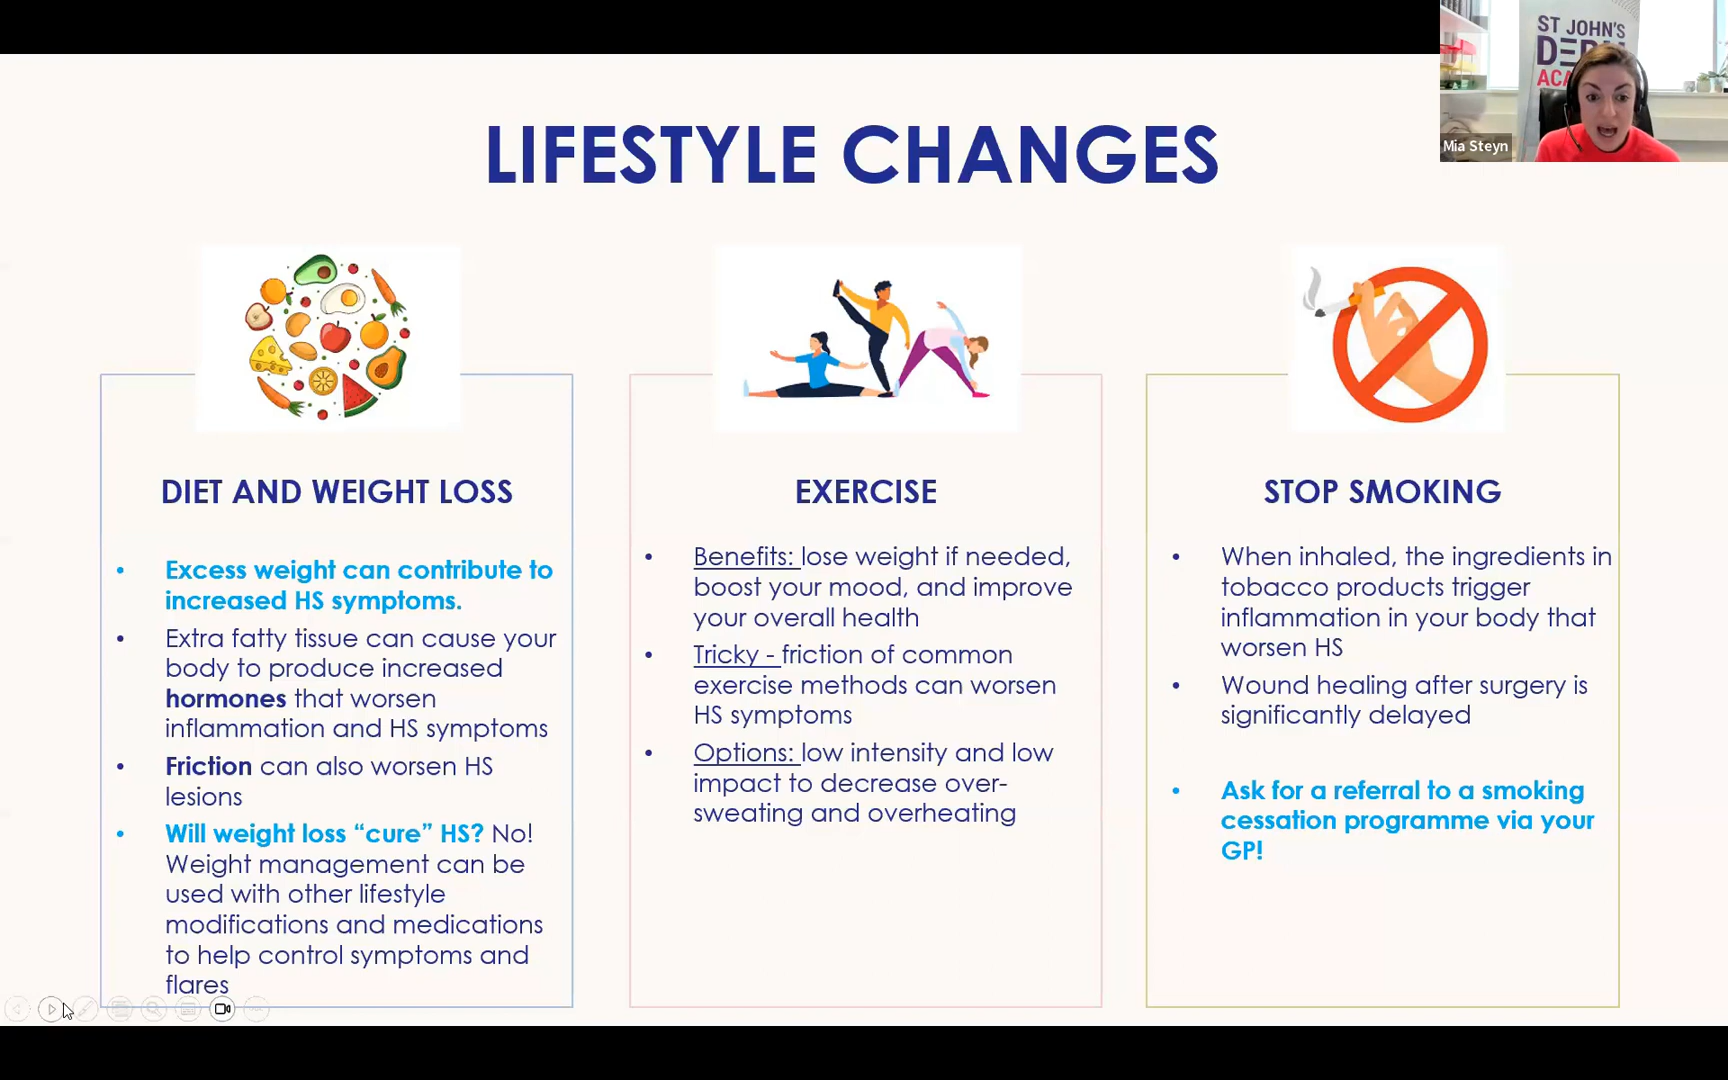 ST JOHN'S
Mia Steyn
LIFESTYLE CHANGES
DIET AND WEIGHT LOSS
• Excess weight can contribute to
increased HS symptoms.
• Extra fatty tissue can cause your
body to produce increased
hormones that worsen
inflammation and HS symptoms
• Friction can also worsen HS
lesions
• Will weight loss “cure” HS? No!
Weight management can be
used with other lifestyle
modifications and medications
to help control symptoms and
flares
EXERCISE
• Benefits: lose weight if needed,
boost your mood, and improve
your overall health
• Tricky - friction of common
exercise methods can worsen
HS symptoms
• Options: low intensity and low
impact to decrease over-
sweating and overheating
STOP SMOKING
• When inhaled, the ingredients in
tobacco products trigger
inflammation in your body that
worsen HS
• Wound healing after surgery is
significantly delayed
• Ask for a referral to a smoking
cessation programme via your
GP!